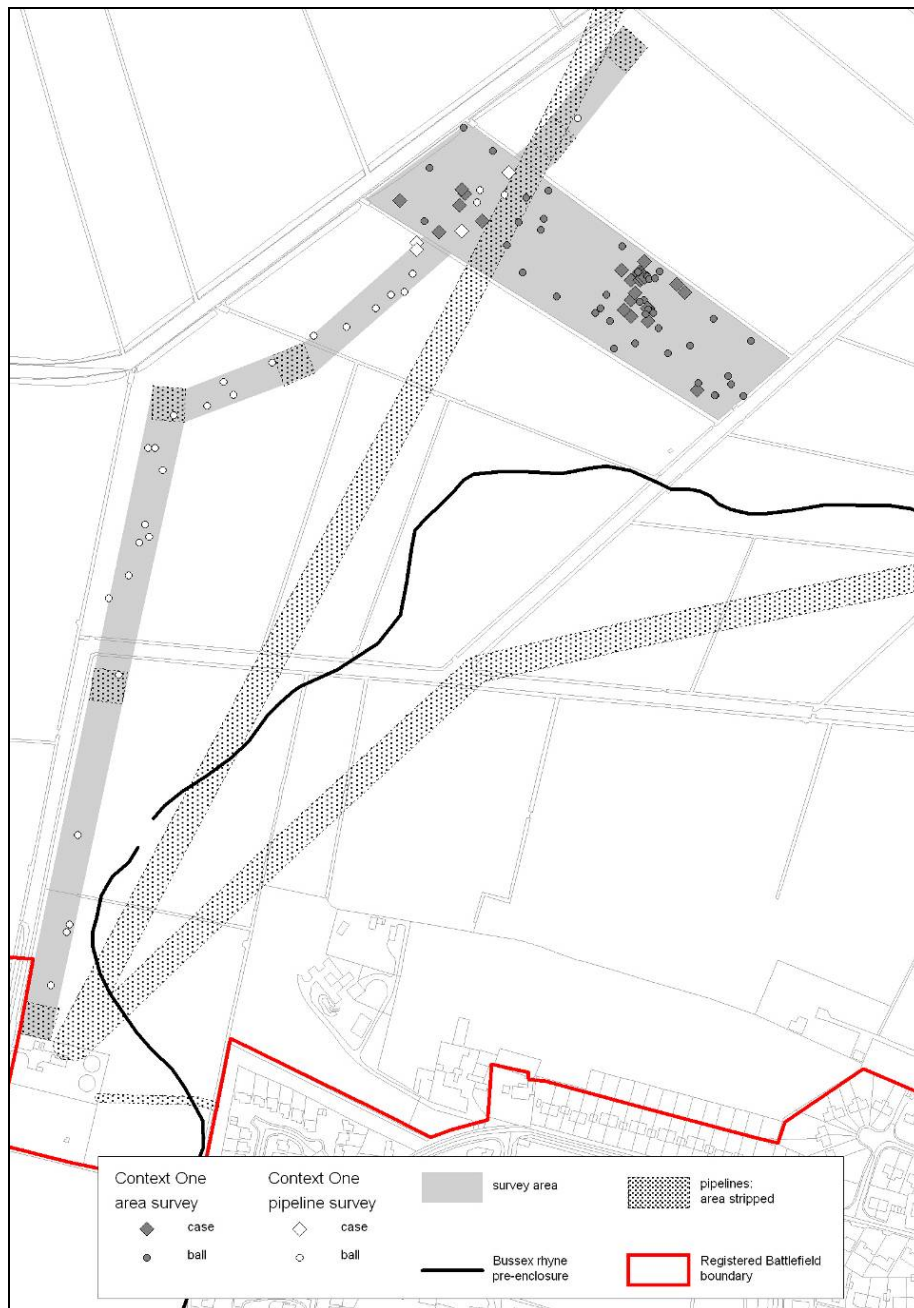 Context One
area survey
case
ball
Context One
pipeline survey
case
ball
survey area
Bussex rhyne
pre-enclosure
pipelines:
area stripped
Registered Battlefield
boundary